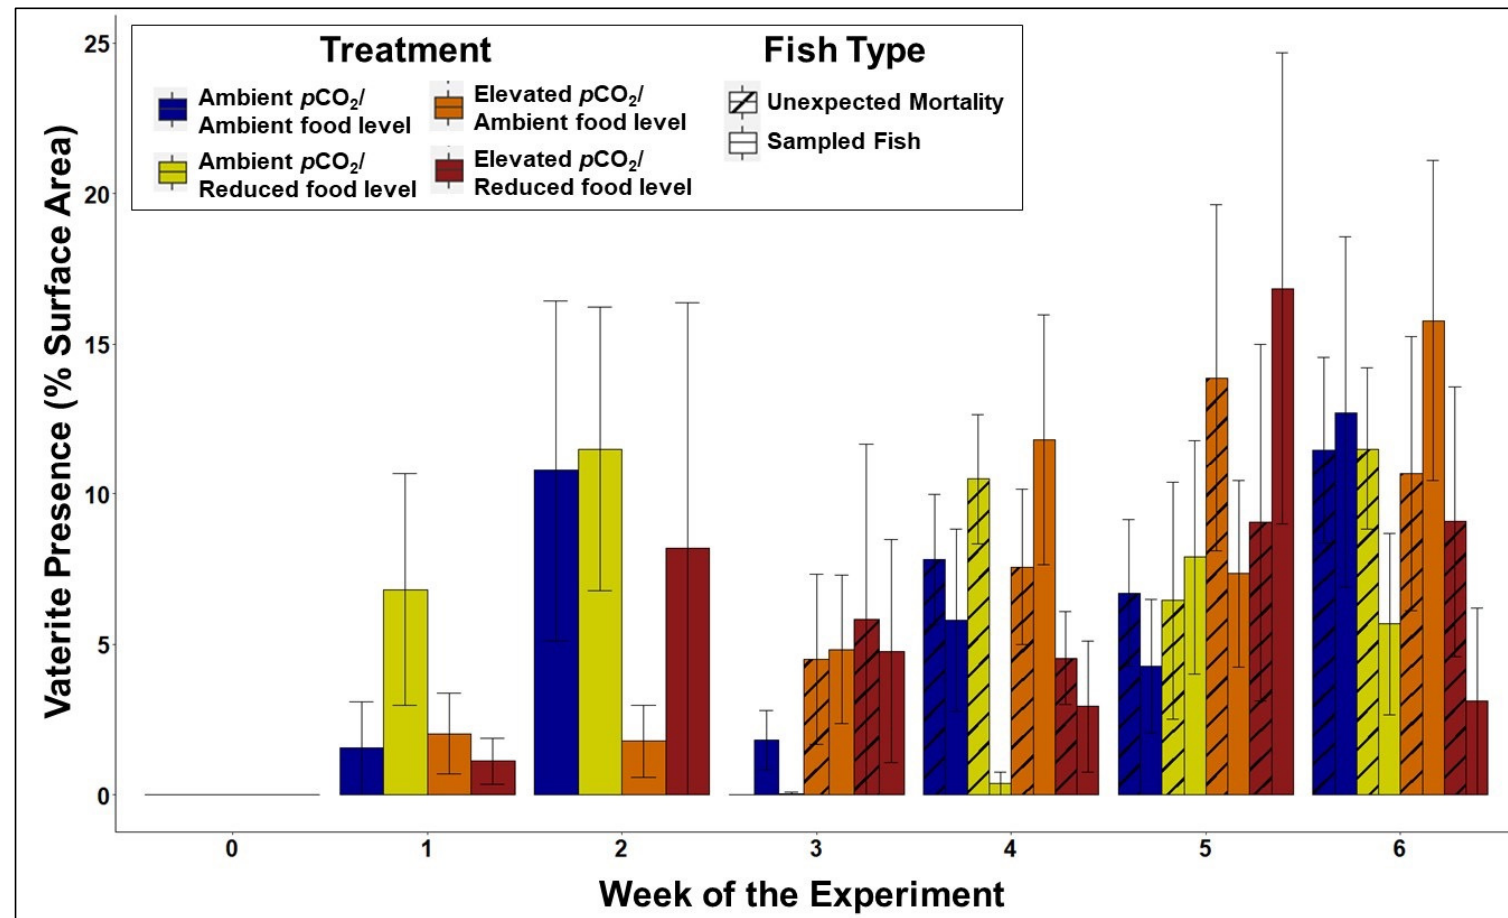 Treatment
Fish Type
Ambient pCO₂/
Ambient food level
Elevated pCO₂/
Ambient food level
Unexpected Mortality
Ambient pCO₂/
Reduced food level
Elevated pCO₂/
Reduced food level
Sampled Fish
Vaterite Presence (% Surface Area)
25
20
15
10
5
0
0 1 2 3 4 5 6
Week of the Experiment